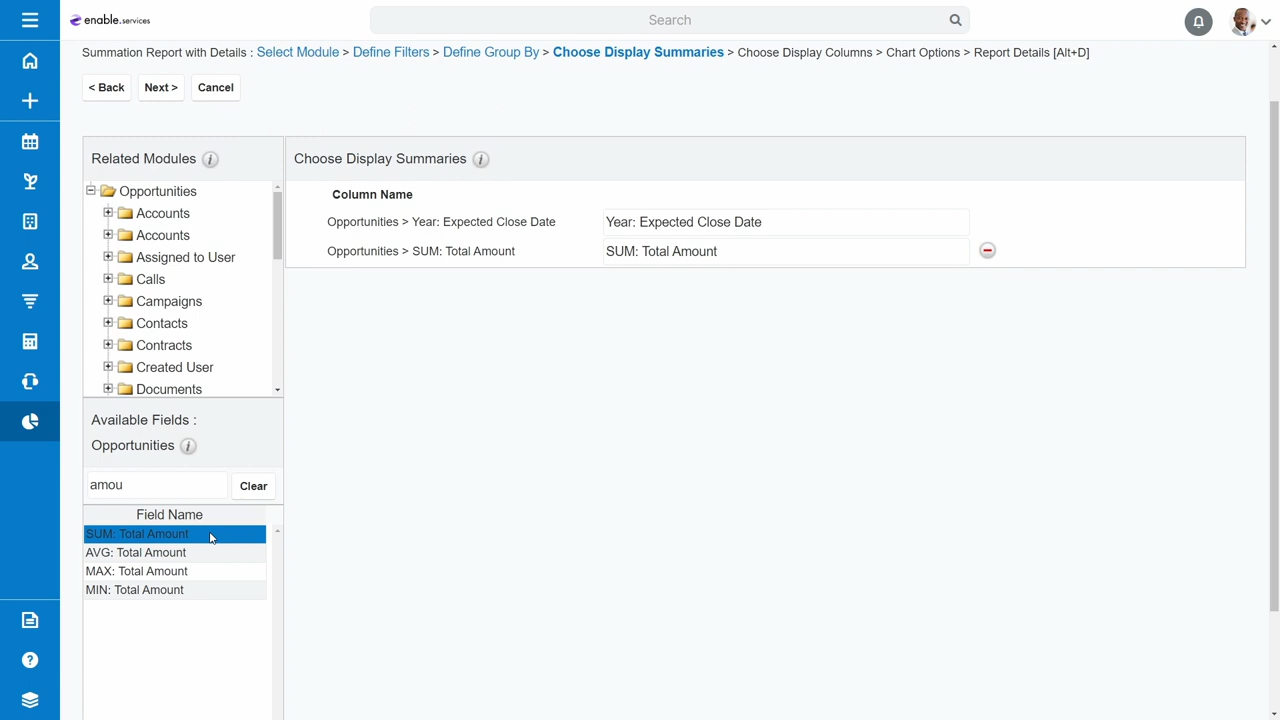 enable.services
Search
Summation Report with Details : Select Module > Define Filters > Define Group By > Choose Display Summaries > Choose Display Columns > Chart Options > Report Details [Alt+D]
< Back
Next >
Cancel
Related Modules
Opportunities
Accounts
Accounts
Assigned to User
Calls
Campaigns
Contacts
Contracts
Created User
Documents
Choose Display Summaries
Column Name
Opportunities > Year: Expected Close Date
Year: Expected Close Date
Opportunities > SUM: Total Amount
SUM: Total Amount
Available Fields :
Opportunities
amou
Clear
Field Name
SUM: Total Amount
AVG: Total Amount
MAX: Total Amount
MIN: Total Amount